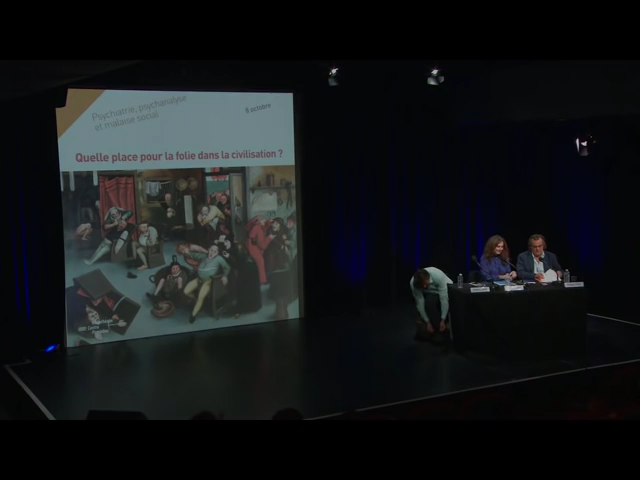 Psychiatrie, psychanalyse
et malaise social
8 octobre
Quelle place pour la folie dans la civilisation ?